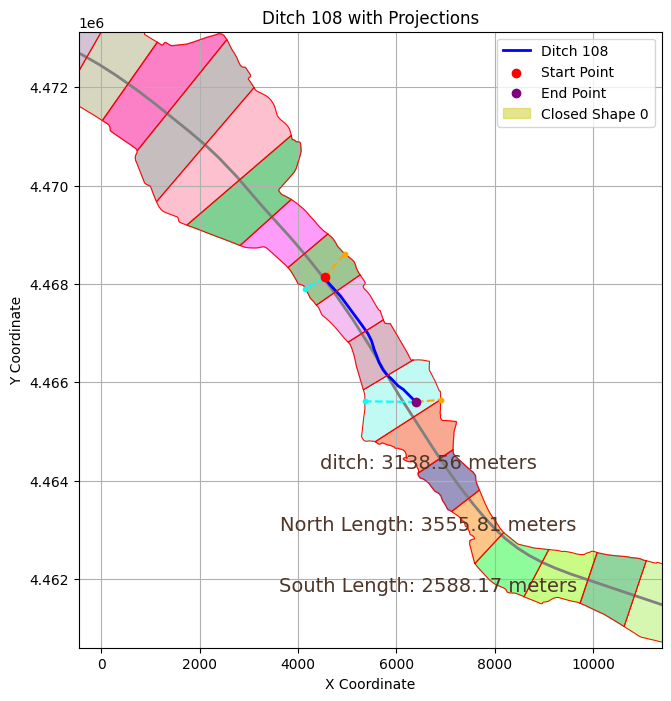 Ditch 108 with Projections
1e6
Ditch 108
Start Point
End Point
Closed Shape 0
4.472
4.470
4.468
4.466
4.464
4.462
Y Coordinate
ditch: 3138.56 meters
North Length: 3555.81 meters
South Length: 2588.17 meters
0 2000 4000 6000 8000 10000
X Coordinate